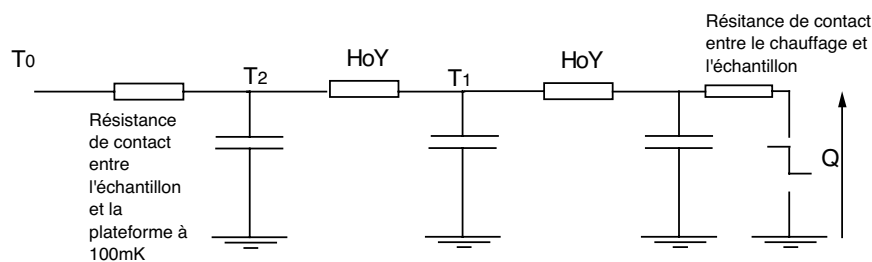 T0
Résistance
de contact
entre
l'échantillon
et la
plateforme à
100mK
T2
HoY
T1
HoY
Résitance de contact
entre le chauffage et
l'échantillon
Q